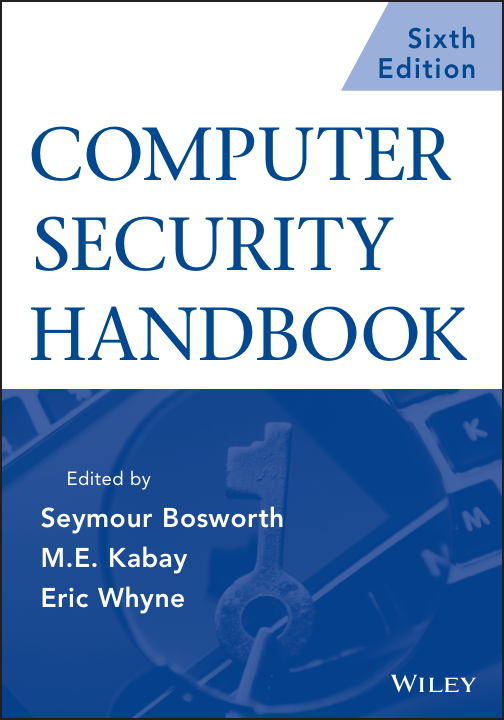 Sixth
Edition
COMPUTER
SECURITY
HANDBOOK
K
N
M
Edited by
Seymour Bosworth
M.E. Kabay
Eric Whyne
WILEY